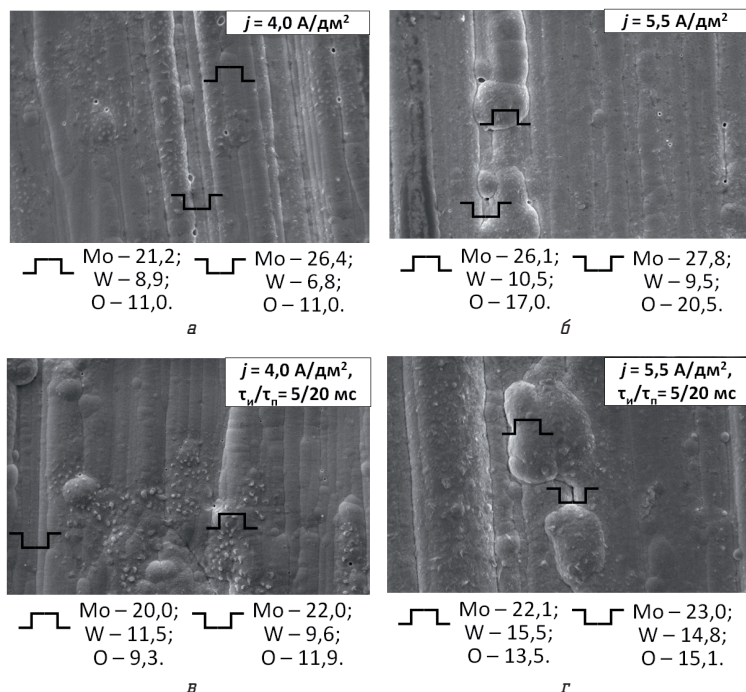 j = 4,0 А/дм²
j = 5,5 А/дм²
Mo – 21,2;
W – 8,9;
O – 11,0.
Mo – 26,4;
W – 6,8;
O – 11,0.
Mo – 26,1;
W – 10,5;
O – 17,0.
Mo – 27,8;
W – 9,5;
O – 20,5.
а
б
j = 4,0 А/дм²,
τи/τп= 5/20 мс
j = 5,5 А/дм²,
τи/τп= 5/20 мс
Mo – 20,0;
W – 11,5;
O – 9,3.
Mo – 22,0;
W – 9,6;
O – 11,9.
Mo – 22,1;
W – 15,5;
O – 13,5.
Mo – 23,0;
W – 14,8;
O – 15,1.
в
г